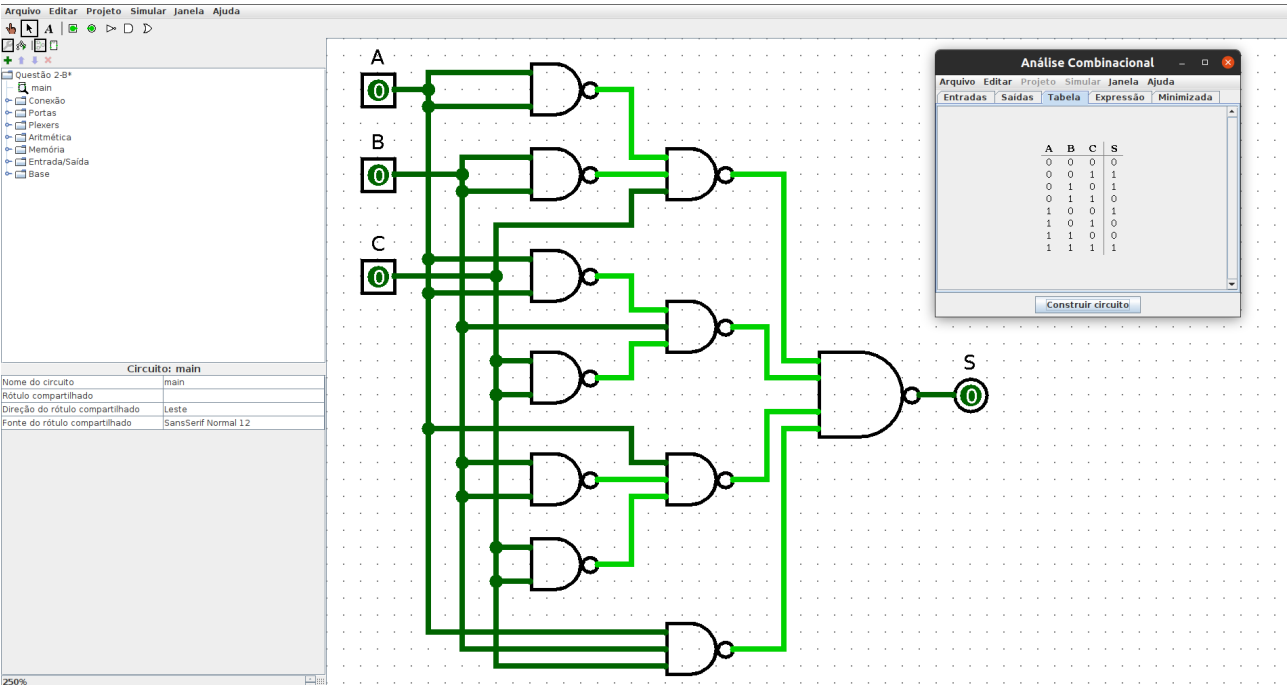 Arquivo Editar Projeto Simular Janela Ajuda
A
Questão 2-B*
main
Conexão
Portas
Plexers
Aritmética
Memória
Entrada/Saída
Base
Circuito: main
Nome do circuito main
Rótulo compartilhado
Direção do rótulo compartilhado Leste
Fonte do rótulo compartilhado SansSerif Normal 12
250%
A
0
B
0
C
0
S
0
Análise Combinacional
Arquivo Editar Projeto Simular Janela Ajuda
Entradas Saídas Tabela Expressão Minimizada
A B C S
0 0 0 0
0 0 1 1
0 1 0 1
0 1 1 0
1 0 0 1
1 0 1 0
1 1 0 0
1 1 1 1
Construir circuito